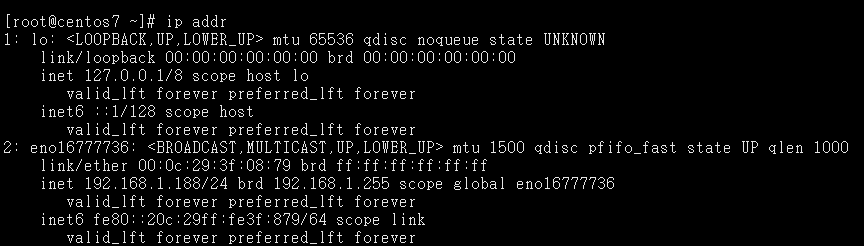 [root@centos7 ~]# ip addr
1: lo: <LOOPBACK,UP,LOWER_UP> mtu 65536 qdisc noqueue state UNKNOWN
link/loopback 00:00:00:00:00:00 brd 00:00:00:00:00:00
inet 127.0.0.1/8 scope host lo
valid_lft forever preferred_lft forever
inet6 ::1/128 scope host
valid_lft forever preferred_lft forever
2: eno16777736: <BROADCAST,MULTICAST,UP,LOWER_UP> mtu 1500 qdisc pfifo_fast state UP qlen 1000
link/ether 00:0c:29:3f:08:79 brd ff:ff:ff:ff:ff:ff
inet 192.168.1.188/24 brd 192.168.1.255 scope global eno16777736
valid_lft forever preferred_lft forever
inet6 fe80::20c:29ff:fe3f:879/64 scope link
valid_lft forever preferred_lft forever